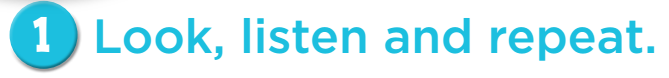 1 Look, listen and repeat.